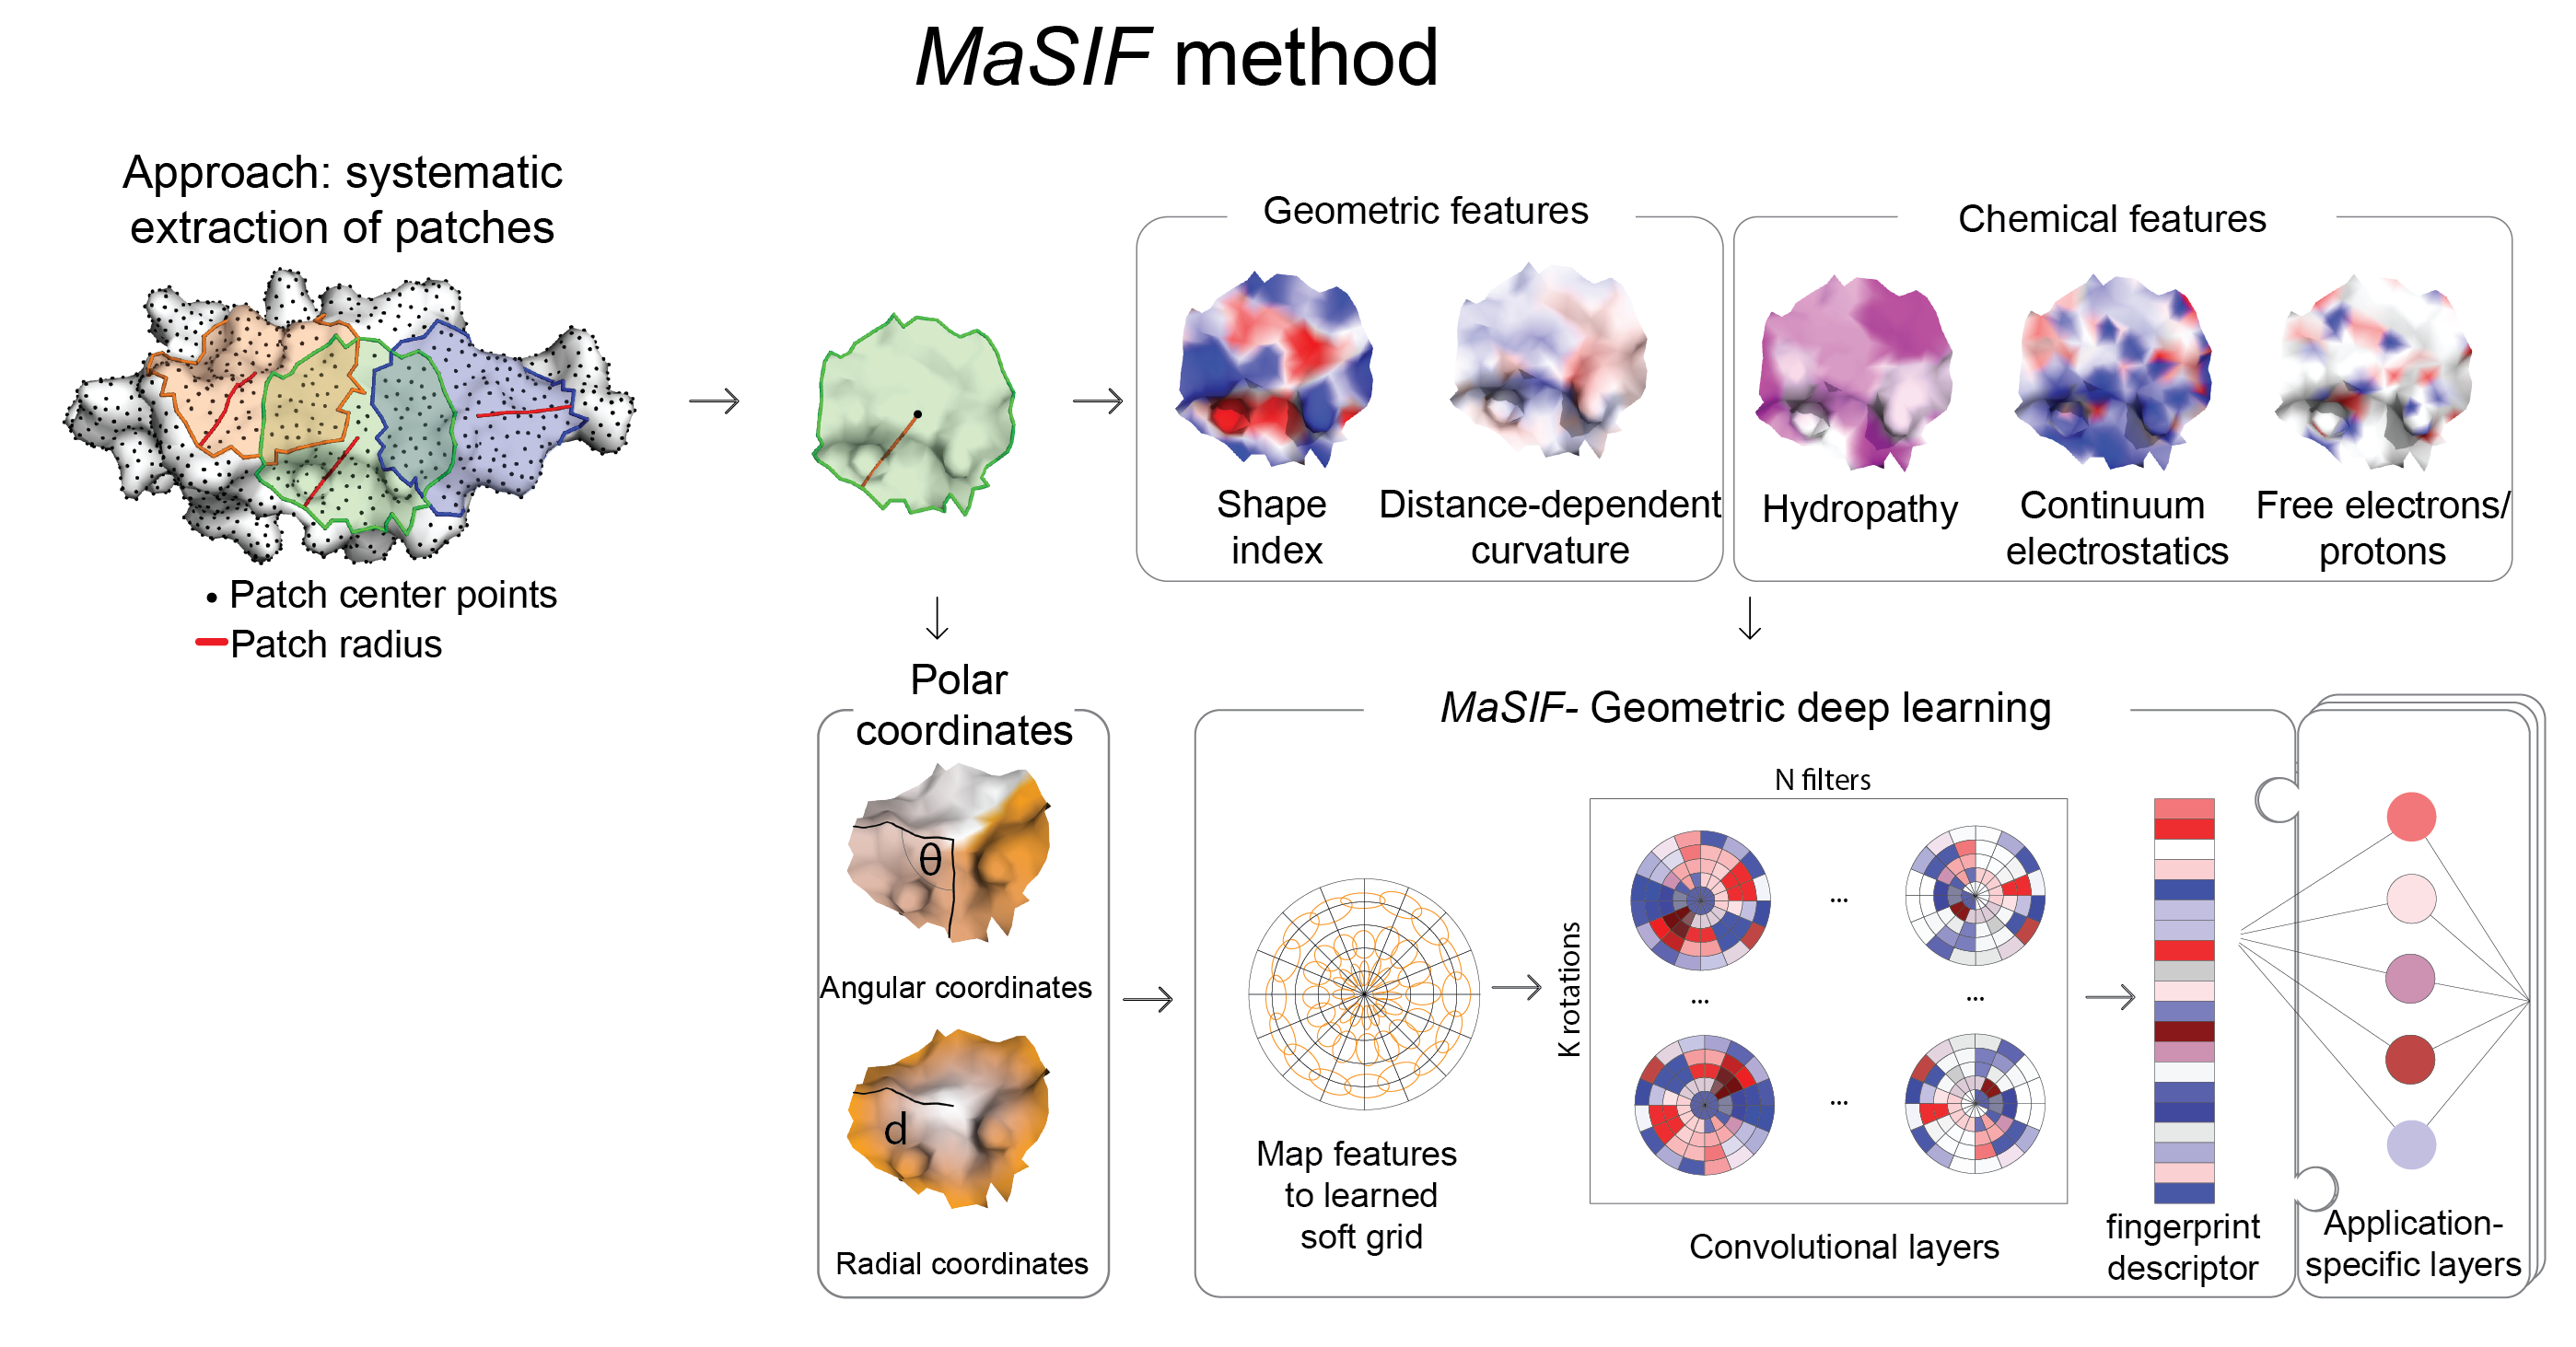 MaSIF method
Approach: systematic
extraction of patches
Patch center points
Patch radius
Geometric features
Shape
index
Distance-dependent
curvature
Chemical features
Hydropathy
Continuum
electrostatics
Free electrons/
protons
Polar
coordinates
θ
Angular coordinates
d
Radial coordinates
MaSIF- Geometric deep learning
Map features
to learned
soft grid
N filters
K rotations
...
...
...
...
Convolutional layers
fingerprint
descriptor
Application-
specific layers